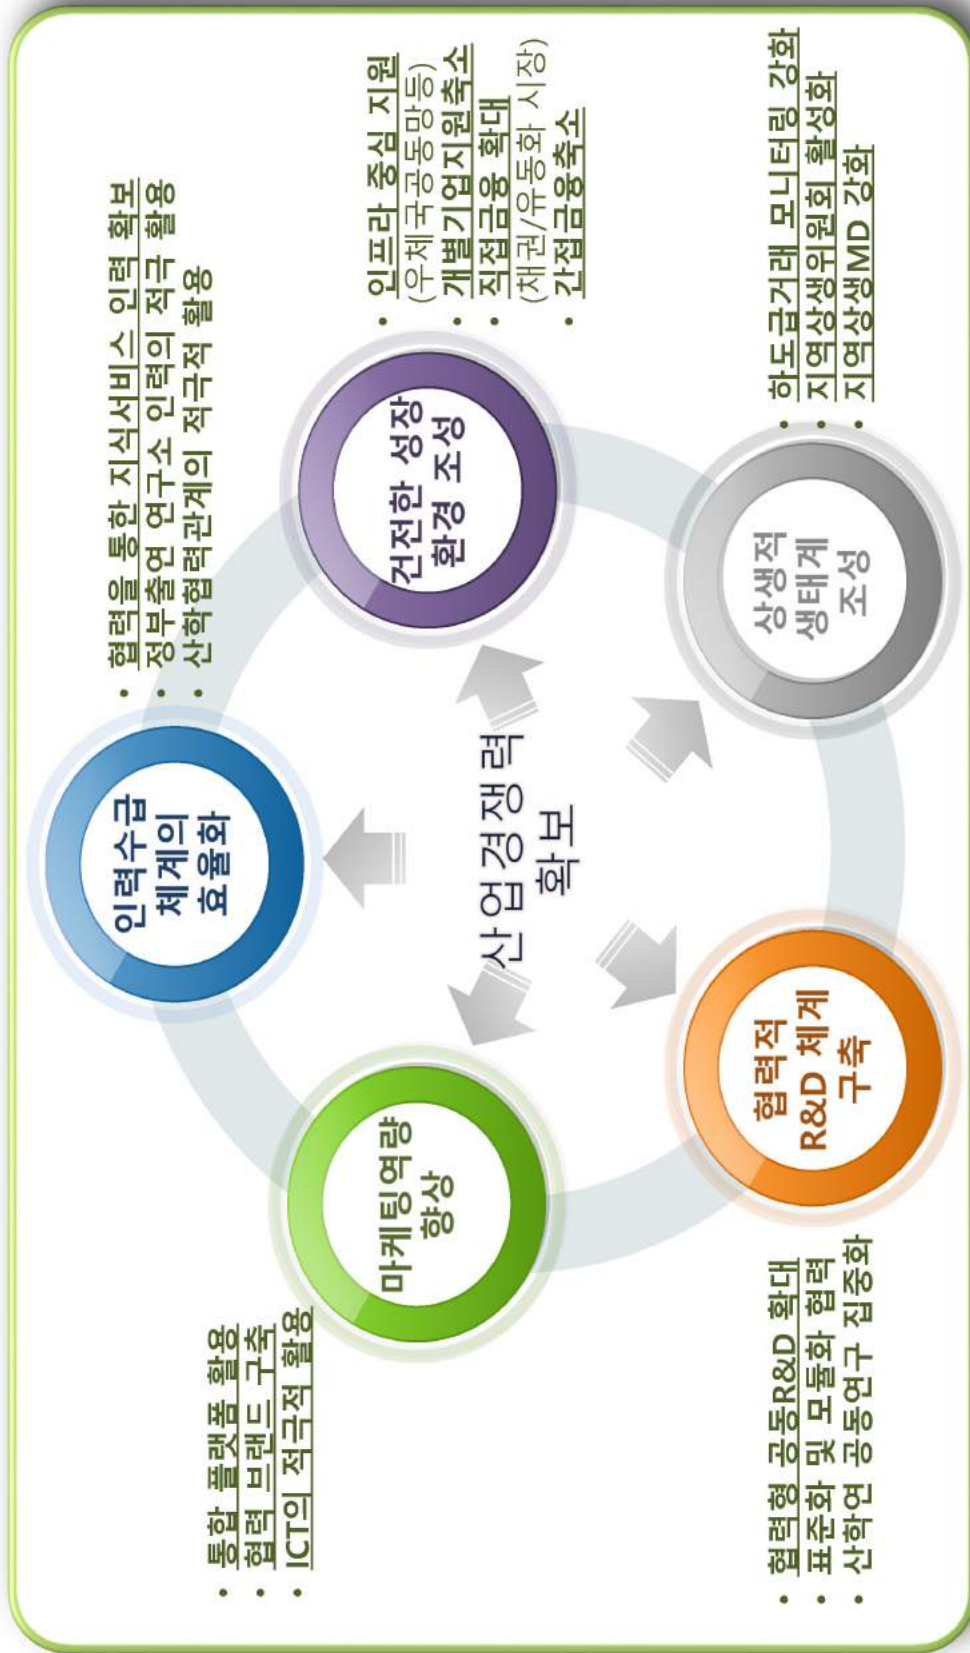 • 협력을 통한 지식서비스 인력 확보
• 정부출연 연구소 인력의 적극 활용
• 산학협력관계의 적극적 활용
인력수급
체계의
효율화
• 통합 플랫폼 활용
• 협력 브랜드 구축
• ICT의 적극적 활용
마케팅역량
향상
• 인프라 중심 지원
(우체국공동망등)
• 개별기업지원축소
• 직접금융 확대
(채권/유동화 시장)
• 간접금융축소
건전한 성장
환경 조성
산업경쟁력
확보
• 협력형 공동R&D 확대
• 표준화 및 모듈화 협력
• 산학연 공동연구 집중화
협력적
R&D 체계
구축
상생적
생태계
조성
• 하도급거래 모니터링 강화
• 지역상생위원회 활성화
• 지역상생MD 강화